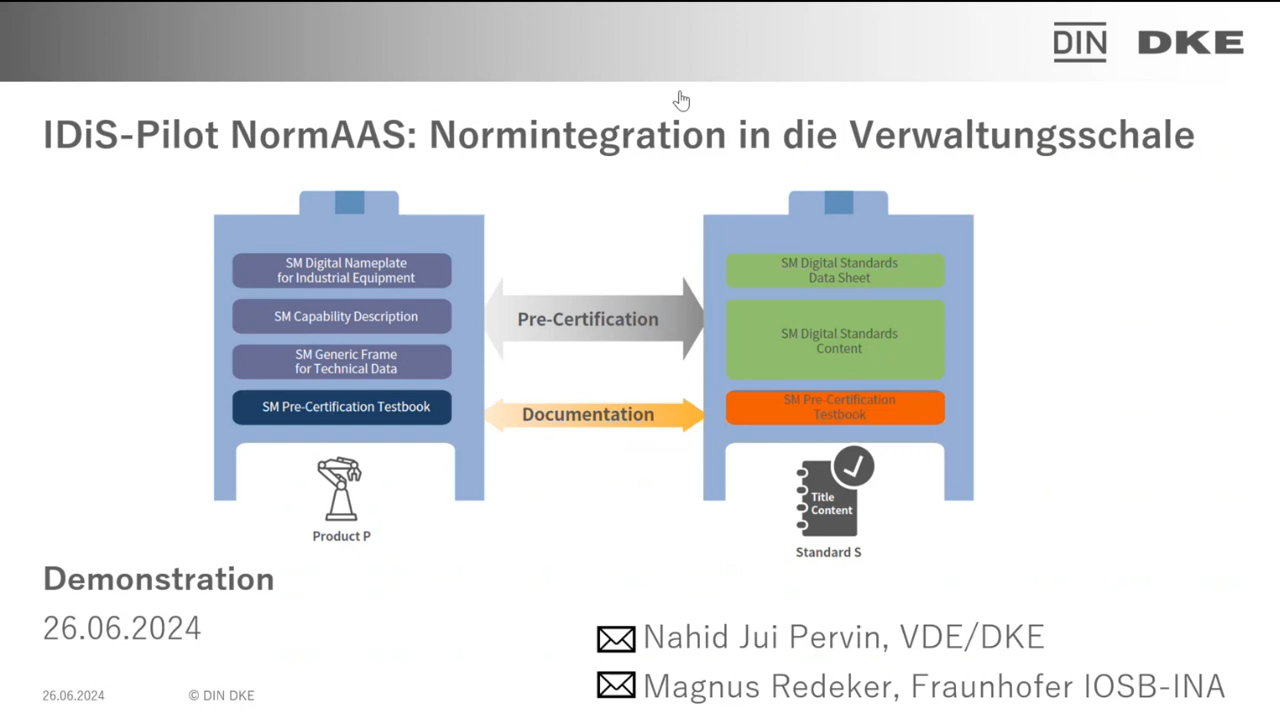 DIN DKE
IDiS-Pilot NormAAS: Normintegration in die Verwaltungsschale
SM Digital Nameplate
for Industrial Equipment
SM Capability Description
SM Generic Frame
for Technical Data
SM Pre-Certification Testbook
Pre-Certification
Documentation
SM Digital Standards
Data Sheet
SM Digital Standards
Content
SM Pre-Certification
Testbook
Product P
Title
Content
Standard S
Demonstration
26.06.2024
Nahid Jui Pervin, VDE/DKE
Magnus Redeker, Fraunhofer IOSB-INA
26.06.2024
© DIN DKE